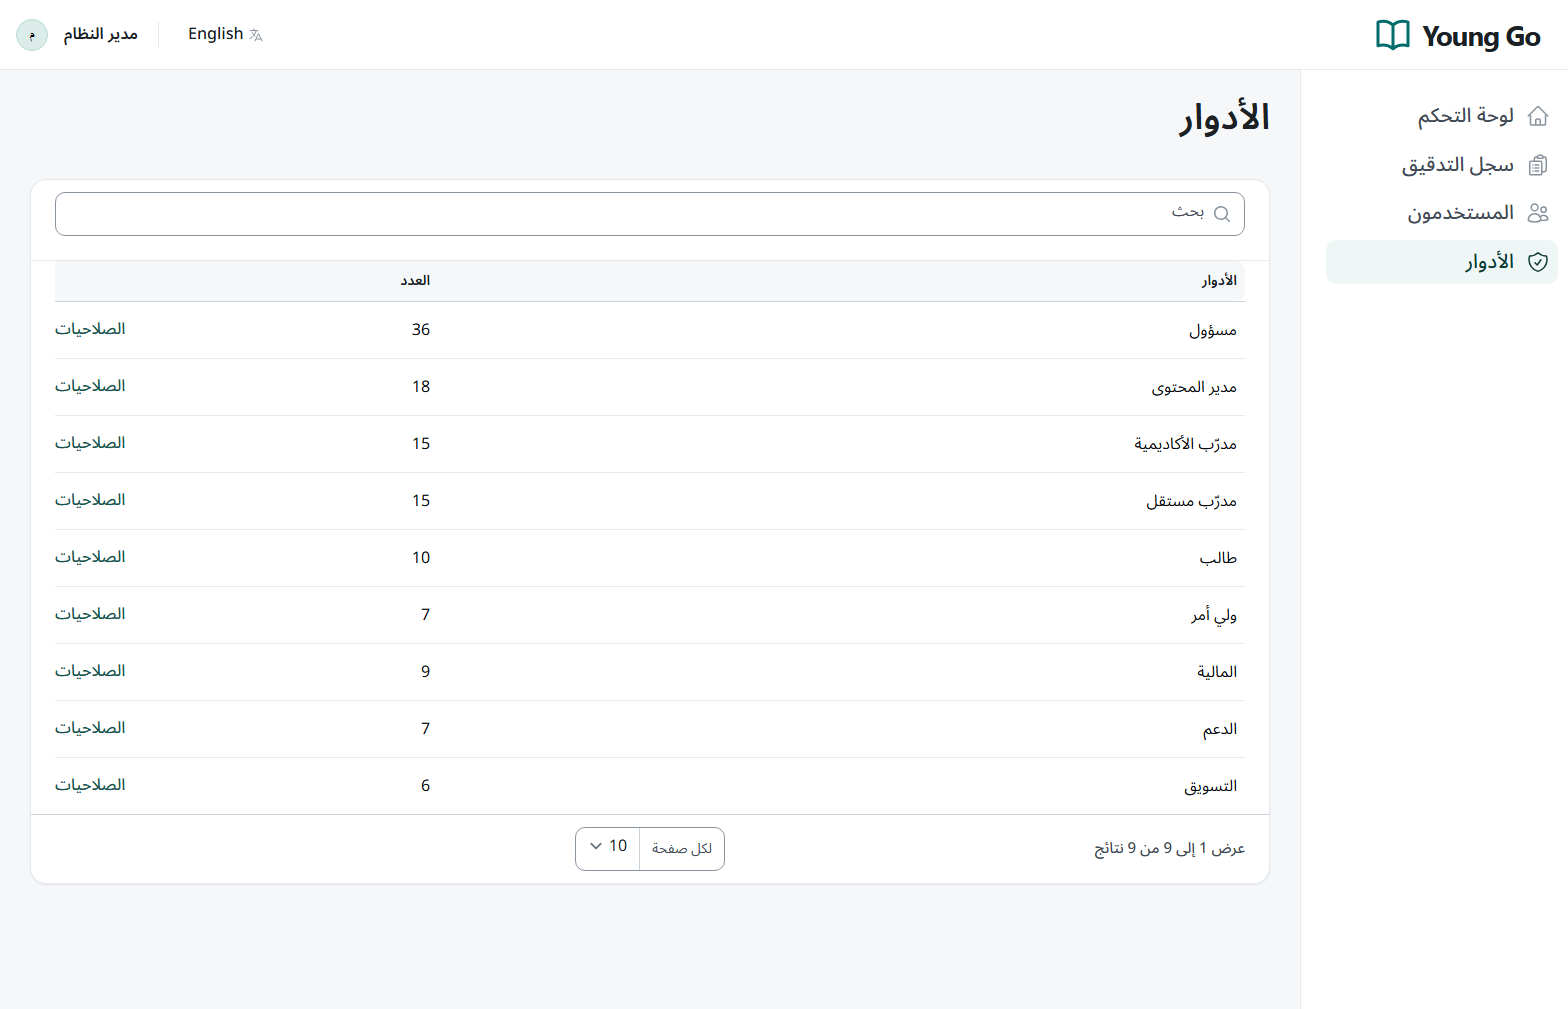 Young Go
English
مدير النظام
م
لوحة التحكم
سجل التدقيق
المستخدمون
الأدوار
الأدوار
بحث
الأدوار العدد
مسؤول 36 الصلاحيات
مدير المحتوى 18 الصلاحيات
مدرّب الأكاديمية 15 الصلاحيات
مدرّب مستقل 15 الصلاحيات
طالب 10 الصلاحيات
ولي أمر 7 الصلاحيات
المالية 9 الصلاحيات
الدعم 7 الصلاحيات
التسويق 6 الصلاحيات
عرض 1 إلى 9 من 9 نتائج
لكل صفحة 10